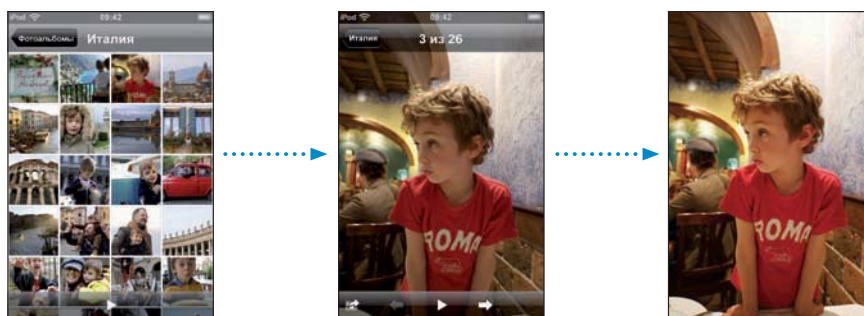 iPod 09:42
Фотоальбомы Италия
iPod 09:42
Италия 3 из 26
ROMA
ROMA